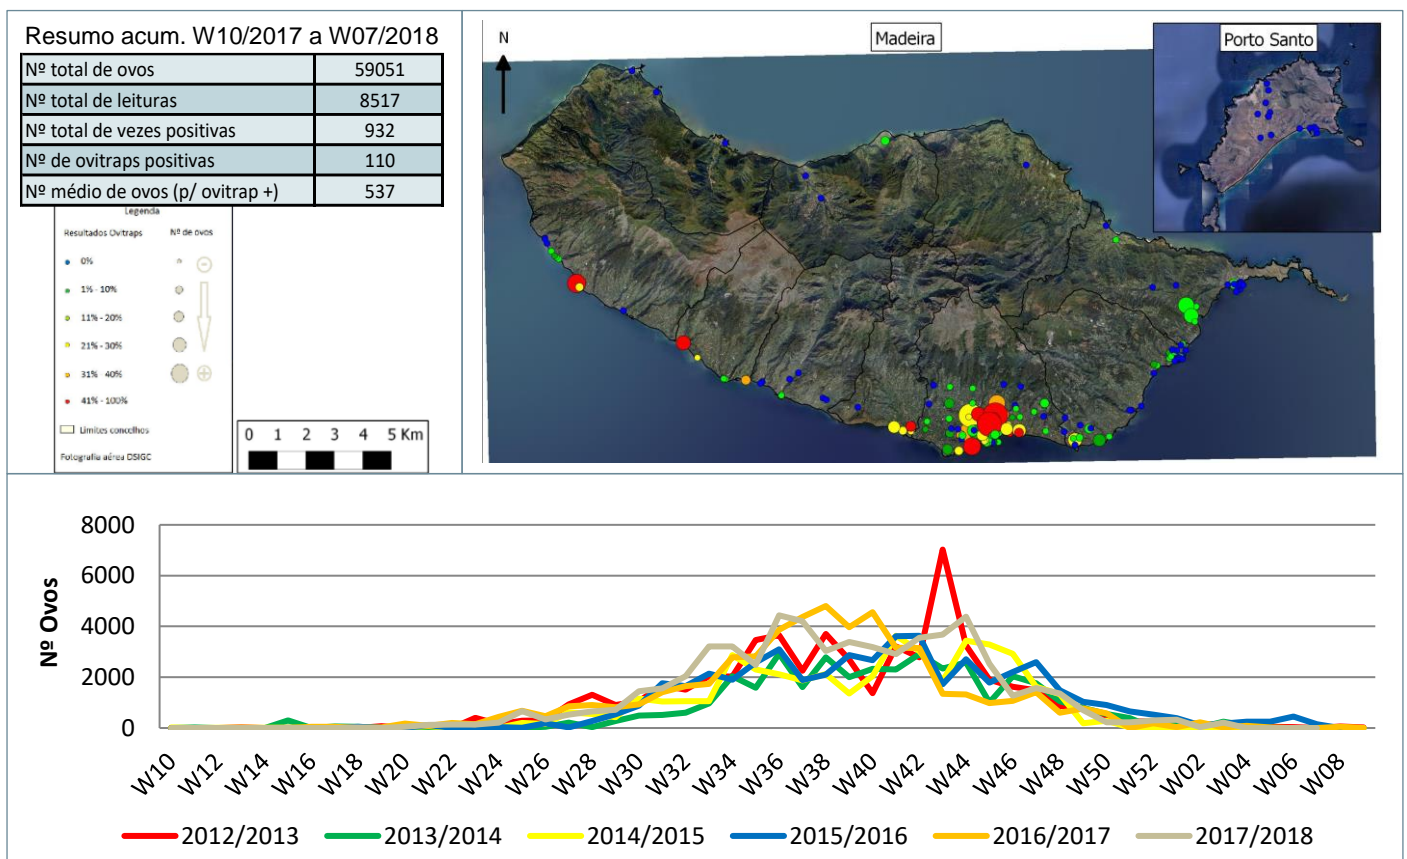 Resumo acum. W10/2017 a W07/2018
Nº total de ovos 59051
Nº total de leituras 8517
Nº total de vezes positivas 932
Nº de ovitraps positivas 110
Nº médio de ovos (p/ ovitrap +) 537
Legenda
Resultados Ovitraps Nº de ovos
0%
1% - 10%
11% - 20%
21% - 30%
31% - 40%
41% - 100%
Limites concelhos
Fotografia aérea DSIGC
0 1 2 3 4 5 Km
N
Madeira
Porto Santo
Nº Ovos
8000
6000
4000
2000
0
W10 W12 W14 W16 W18 W20 W22 W24 W26 W28 W30 W32 W34 W36 W38 W40 W42 W44 W46 W48 W50 W52 W02 W04 W06 W08
2012/2013 2013/2014 2014/2015 2015/2016 2016/2017 2017/2018